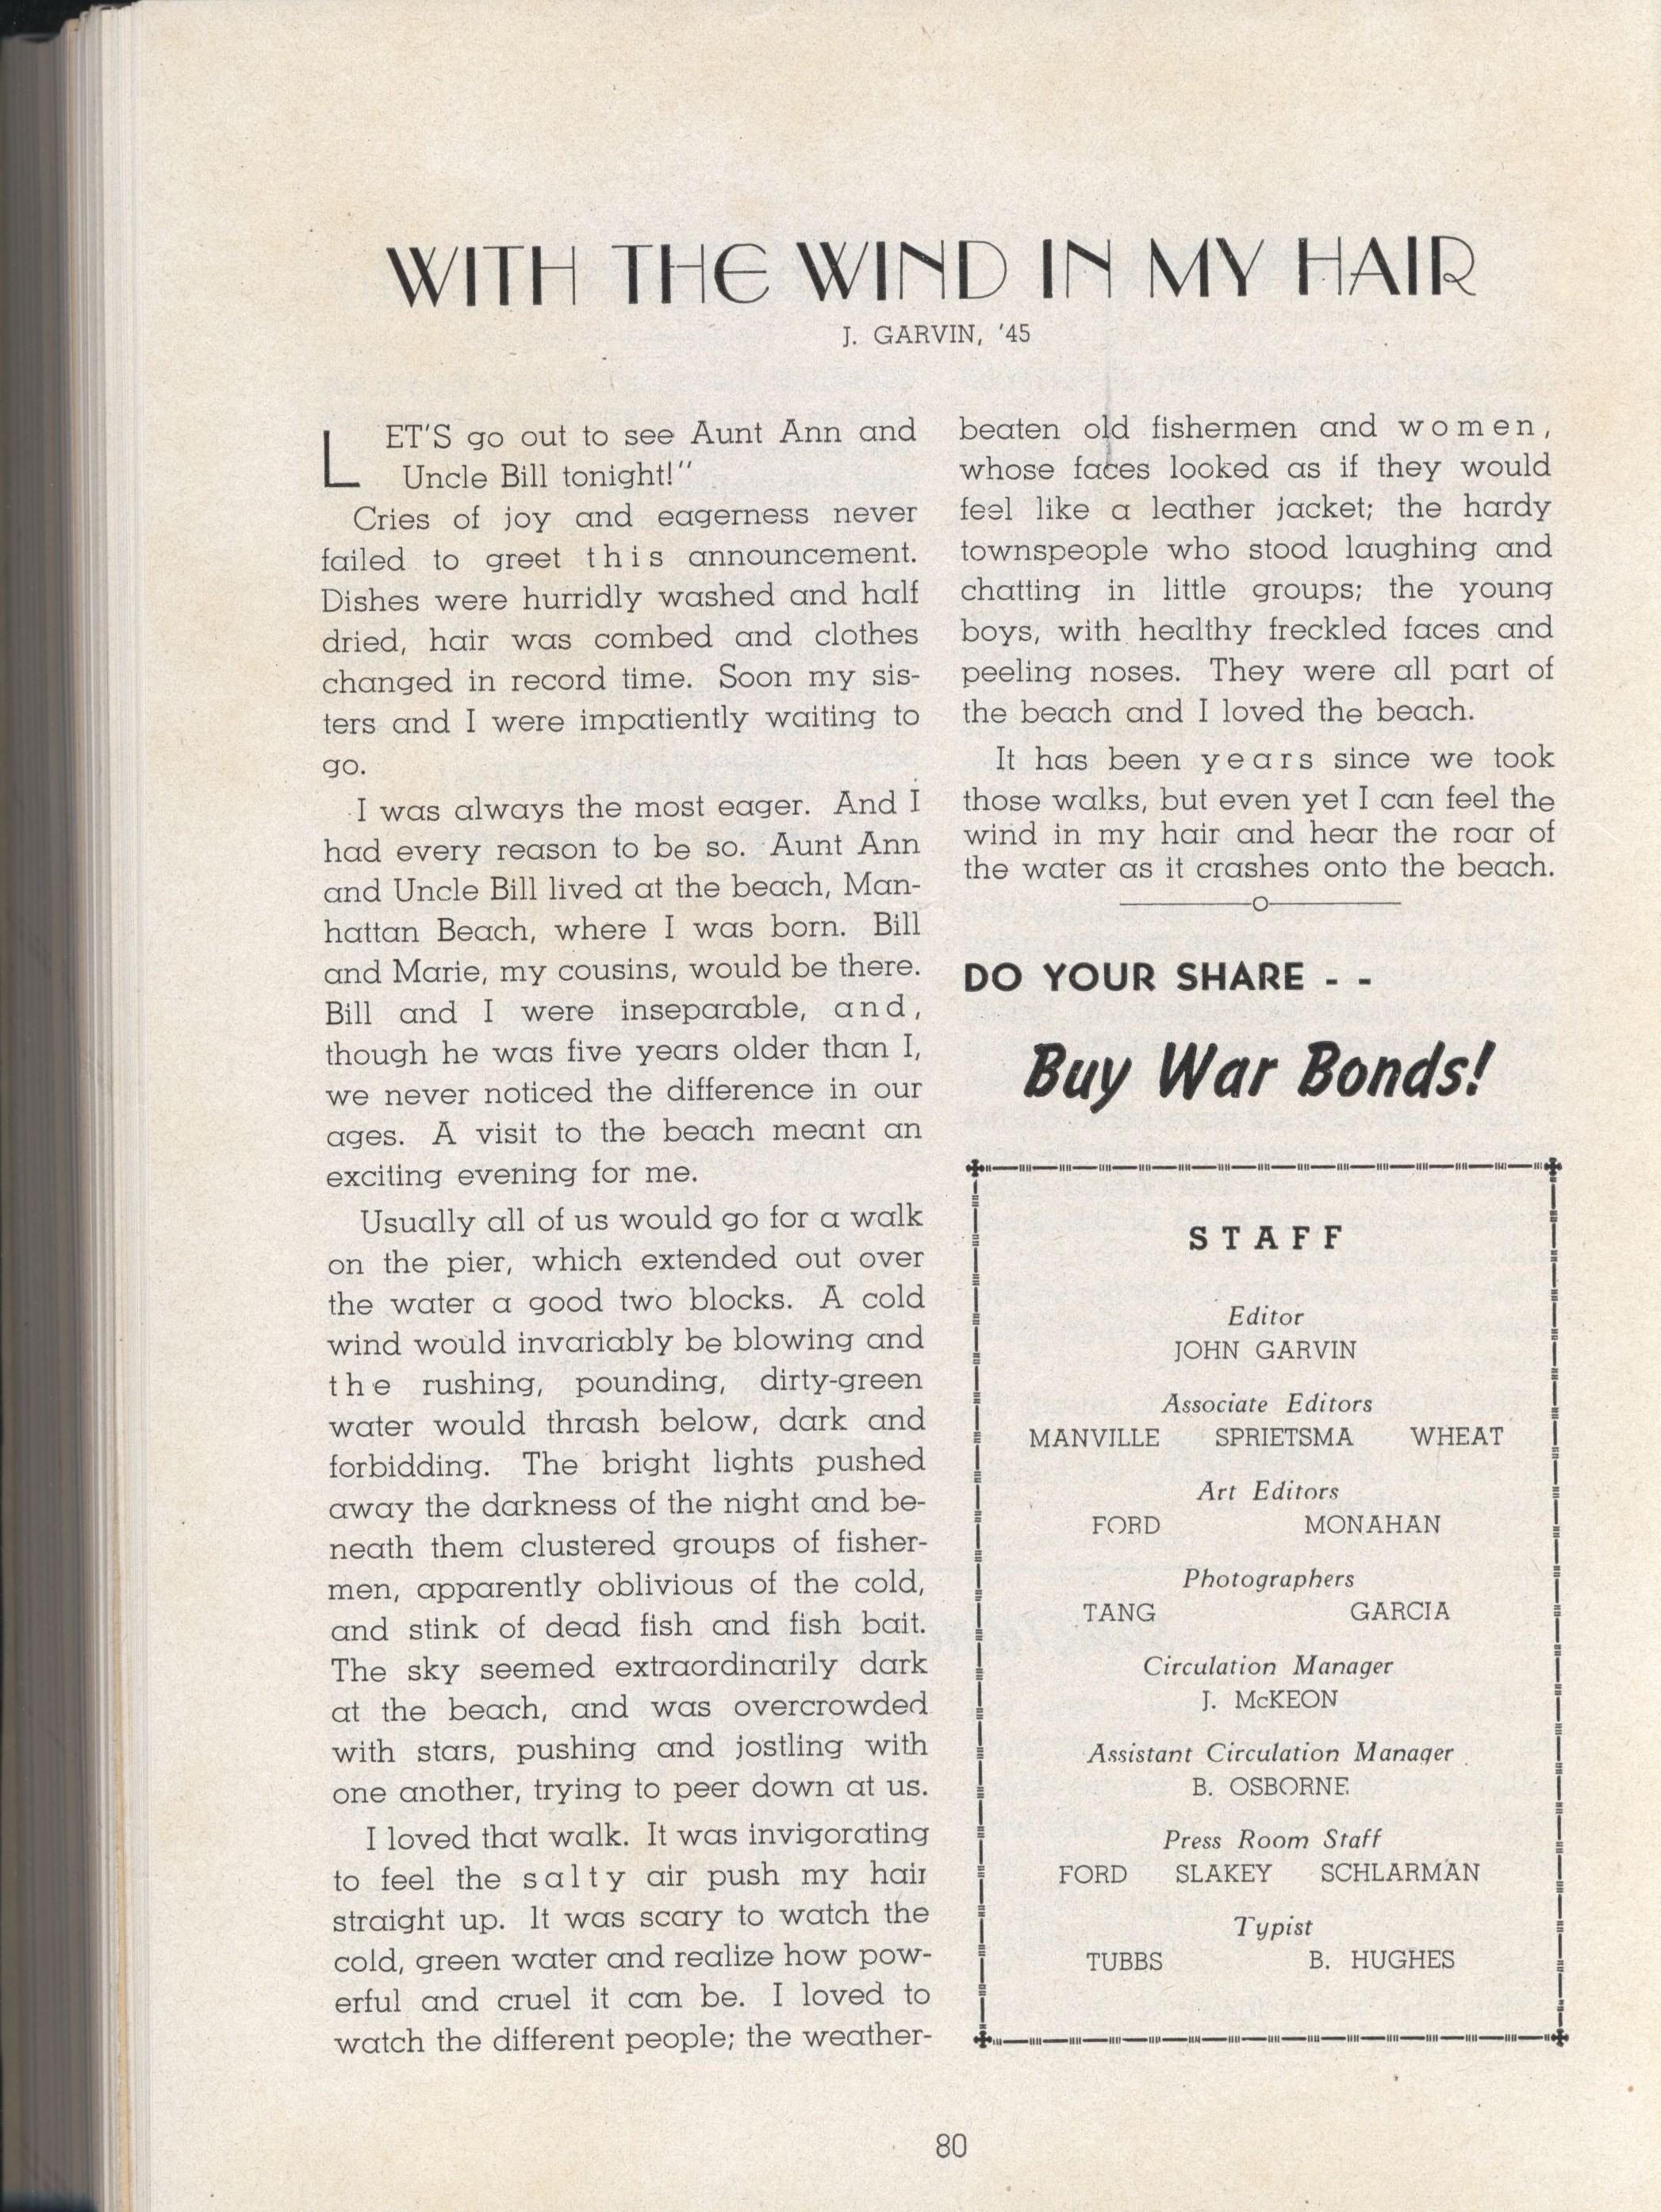 WITH THE WIND IN MY HAIR
J. GARVIN, '45
LET'S go out to see Aunt Ann and
Uncle Bill tonight!"
Cries of joy and eagerness never
failed to greet this announcement.
Dishes were hurridly washed and half
dried, hair was combed and clothes
changed in record time. Soon my sis-
ters and I were impatiently waiting to
go.
I was always the most eager. And I
had every reason to be so. Aunt Ann
and Uncle Bill lived at the beach, Man-
hattan Beach, where I was born. Bill
and Marie, my cousins, would be there.
Bill and I were inseparable, and,
though he was five years older than I,
we never noticed the difference in our
ages. A visit to the beach meant an
exciting evening for me.
Usually all of us would go for a walk
on the pier, which extended out over
the water a good two blocks. A cold
wind would invariably be blowing and
the rushing, pounding, dirty-green
water would thrash below, dark and
forbidding. The bright lights pushed
away the darkness of the night and be-
neath them clustered groups of fisher-
men, apparently oblivious of the cold,
and stink of dead fish and fish bait.
The sky seemed extraordinarily dark
at the beach, and was overcrowded
with stars, pushing and jostling with
one another, trying to peer down at us.
I loved that walk. It was invigorating
to feel the salty air push my hair
straight up. It was scary to watch the
cold, green water and realize how pow-
erful and cruel it can be. I loved to
watch the different people; the weather-
beaten old fishermen and women,
whose faces looked as if they would
feel like a leather jacket; the hardy
townspeople who stood laughing and
chatting in little groups; the young
boys, with healthy freckled faces and
peeling noses. They were all part of
the beach and I loved the beach.
It has been years since we took
those walks, but even yet I can feel the
wind in my hair and hear the roar of
the water as it crashes onto the beach.
DO YOUR SHARE - -
Buy War Bonds!
STAFF
Editor
JOHN GARVIN
Associate Editors
MANVILLE SPRIETSMA WHEAT
Art Editors
FORD MONAHAN
Photographers
TANG GARCIA
Circulation Manager
J. McKEON
Assistant Circulation Manager
B. OSBORNE
Press Room Staff
FORD SLAKEY SCHLARMAN
Typist
TUBBS B. HUGHES
80